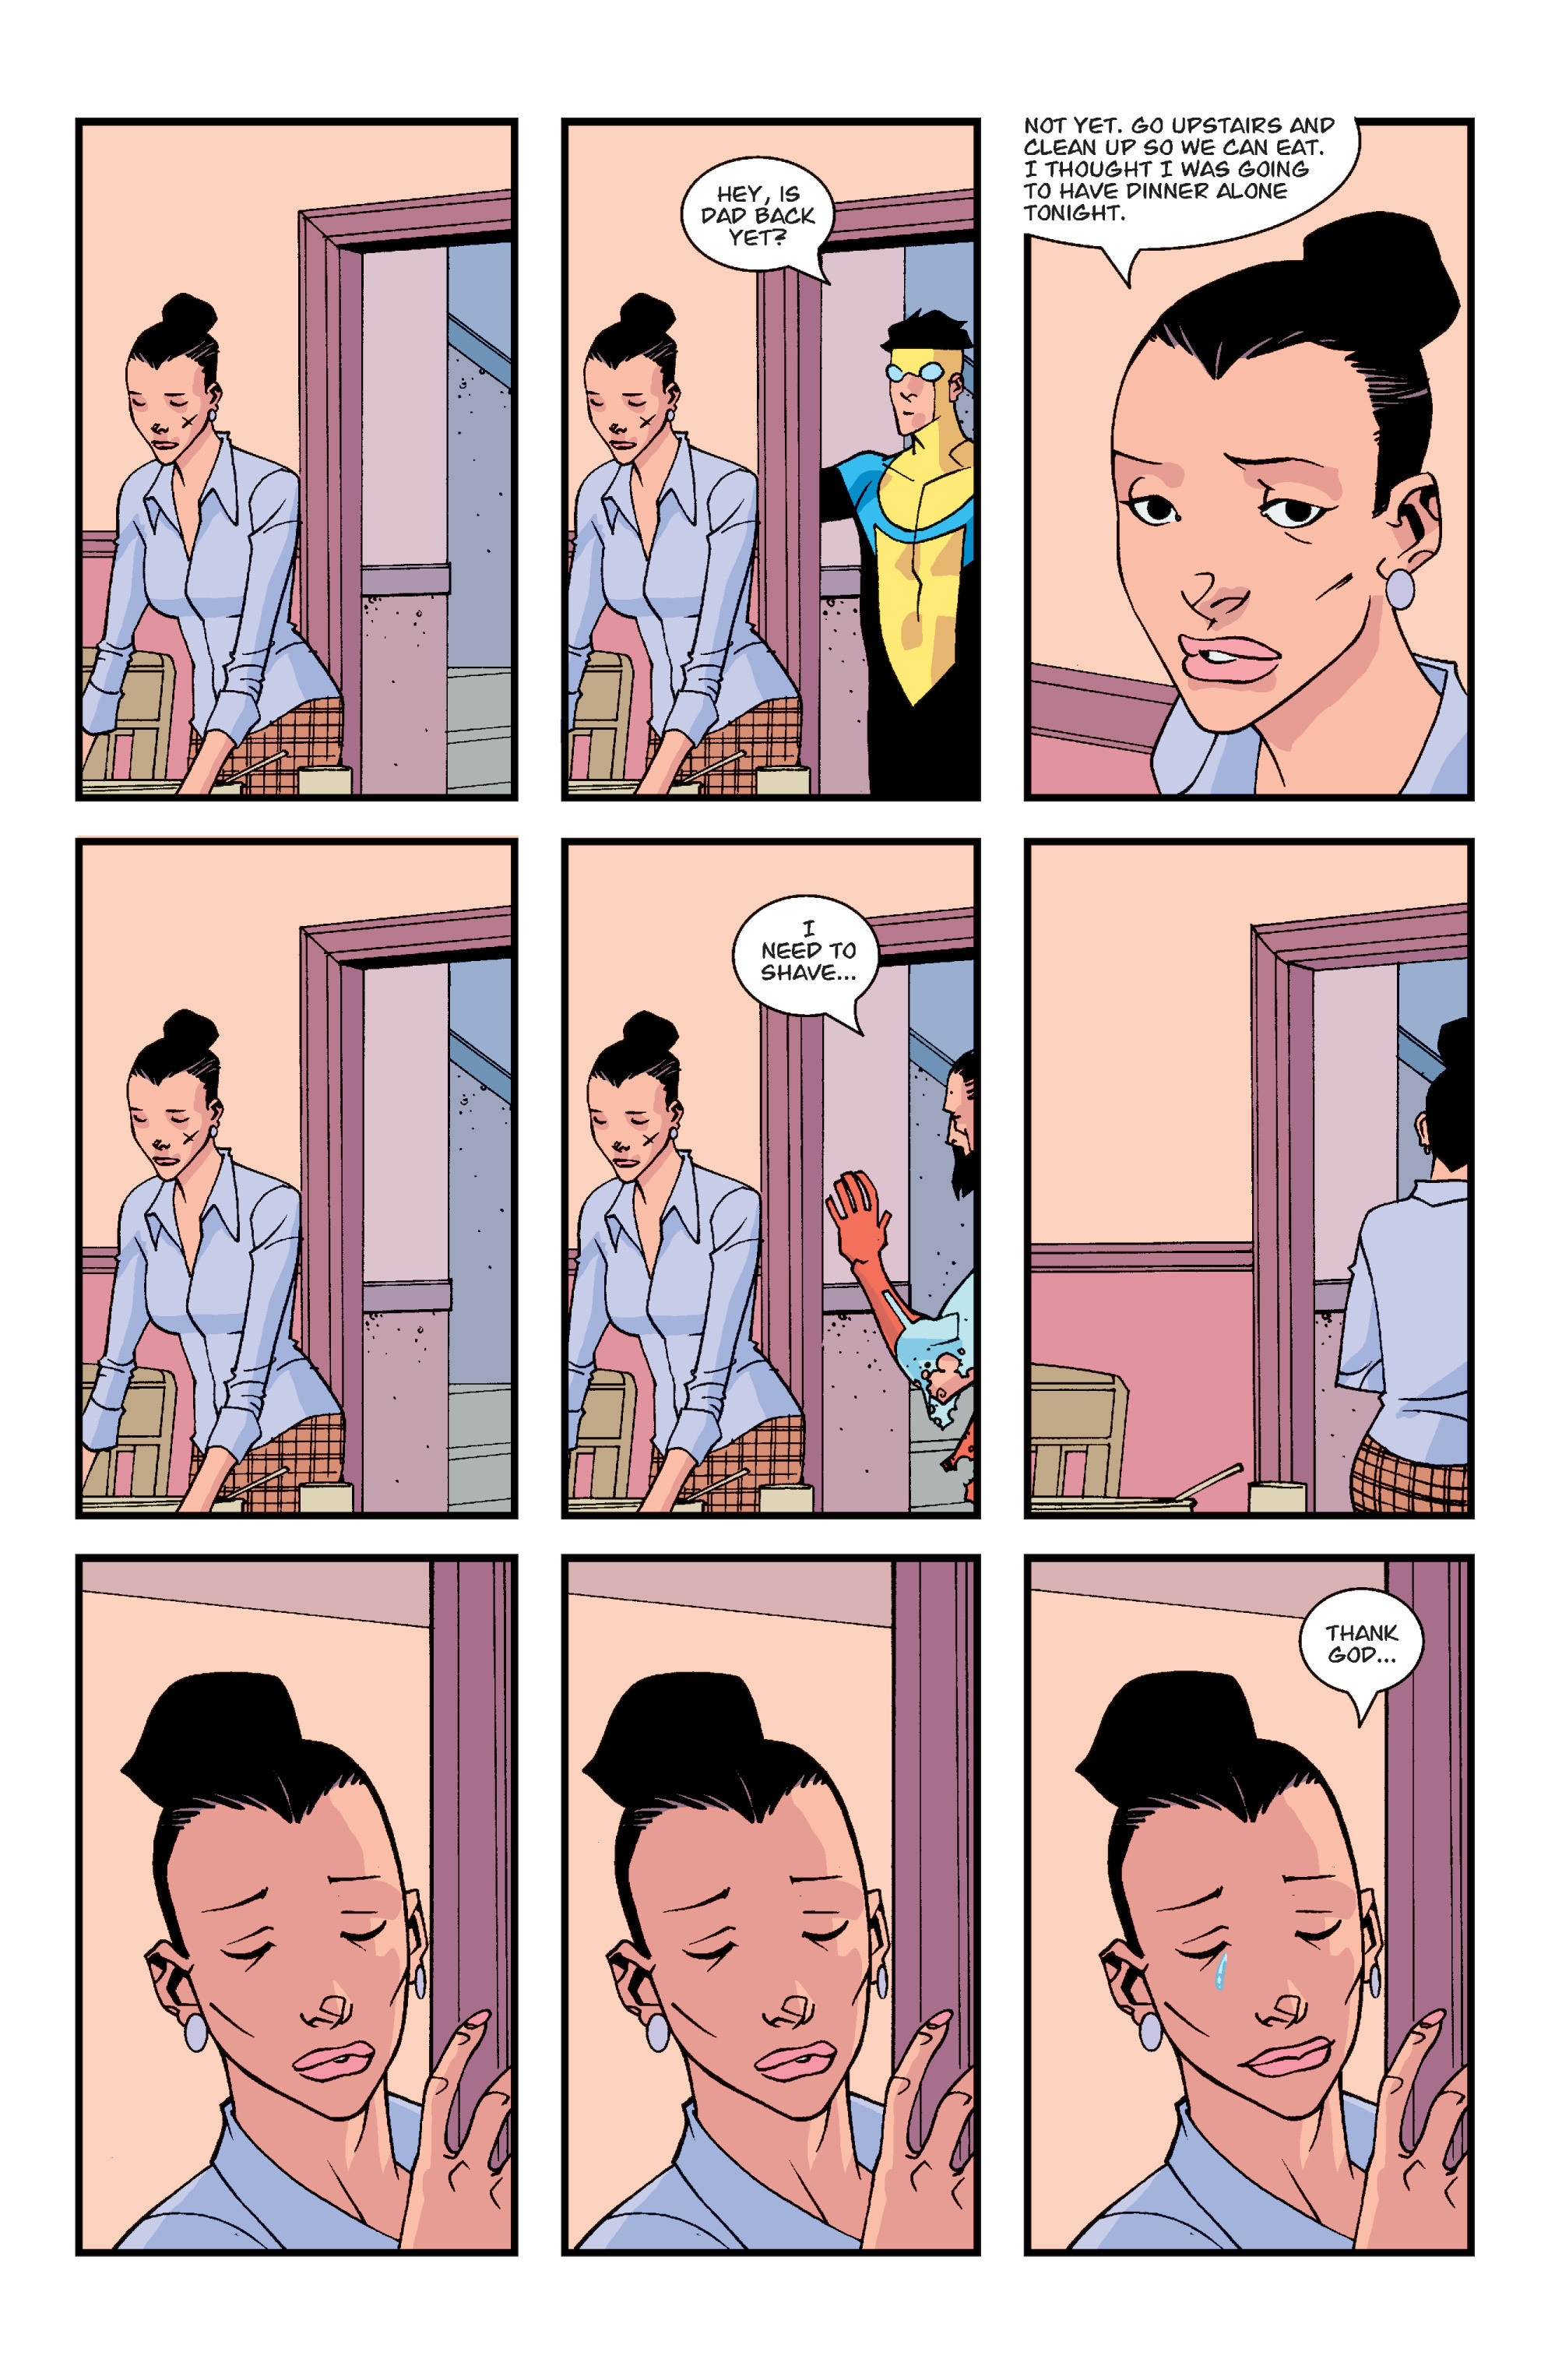 HEY, IS
DAD BACK
YET?
NOT YET. GO UPSTAIRS AND
CLEAN UP SO WE CAN EAT.
I THOUGHT I WAS GOING
TO HAVE DINNER ALONE
TONIGHT.
I
NEED TO
SHAVE...
THANK
GOD...